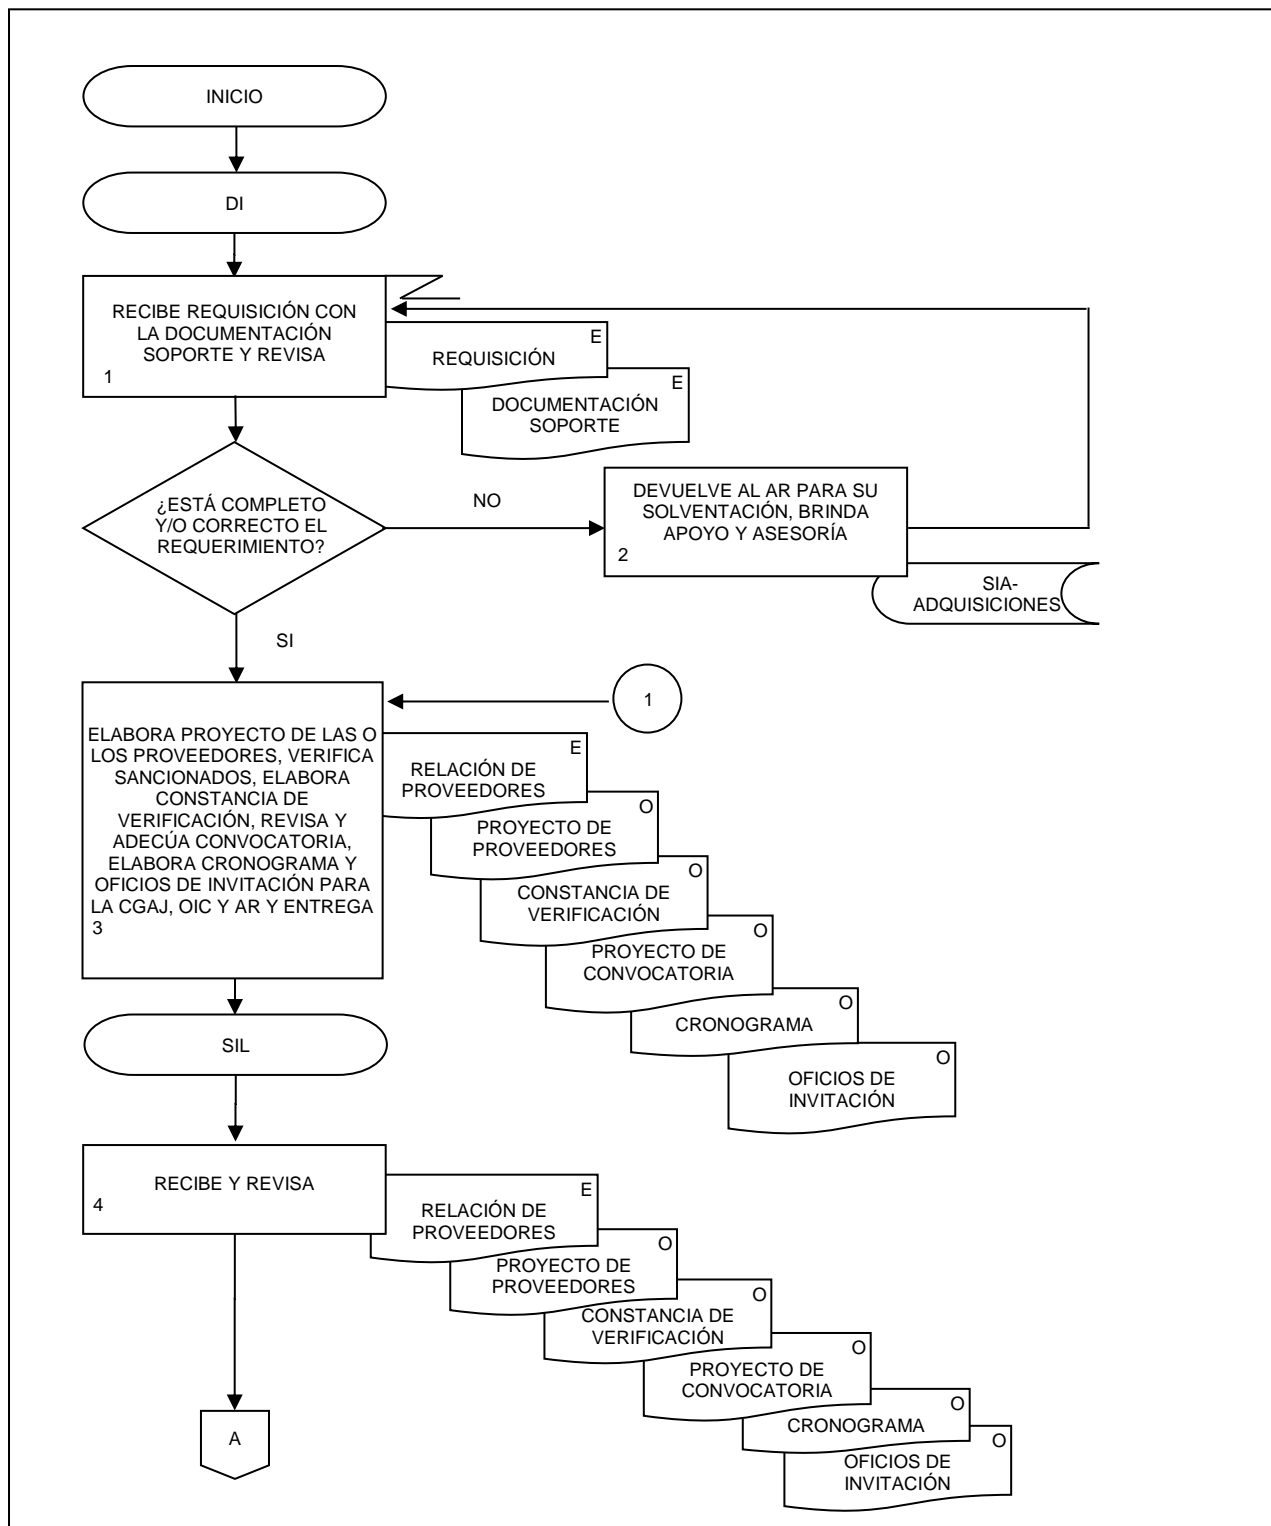 INICIO
DI
RECIBE REQUISICIÓN CON
LA DOCUMENTACIÓN
SOPORTE Y REVISA
1
E
REQUISICIÓN
E
DOCUMENTACIÓN
SOPORTE
¿ESTÁ COMPLETO
Y/O CORRECTO EL
REQUERIMIENTO?
NO
DEVUELVE AL AR PARA SU
SOLVENTACIÓN, BRINDA
APOYO Y ASESORÍA
2
SIA-
ADQUISICIONES
SI
1
ELABORA PROYECTO DE LAS O
LOS PROVEEDORES, VERIFICA
SANCIONADOS, ELABORA
CONSTANCIA DE
VERIFICACIÓN, REVISA Y
ADECÚA CONVOCATORIA,
ELABORA CRONOGRAMA Y
OFICIOS DE INVITACIÓN PARA
LA CGAJ, OIC Y AR Y ENTREGA
3
E
RELACIÓN DE
PROVEEDORES
O
PROYECTO DE
PROVEEDORES
O
CONSTANCIA DE
VERIFICACIÓN
O
PROYECTO DE
CONVOCATORIA
O
CRONOGRAMA
O
OFICIOS DE
INVITACIÓN
SIL
RECIBE Y REVISA
4
E
RELACIÓN DE
PROVEEDORES
O
PROYECTO DE
PROVEEDORES
O
CONSTANCIA DE
VERIFICACIÓN
O
PROYECTO DE
CONVOCATORIA
O
CRONOGRAMA
O
OFICIOS DE
INVITACIÓN
A